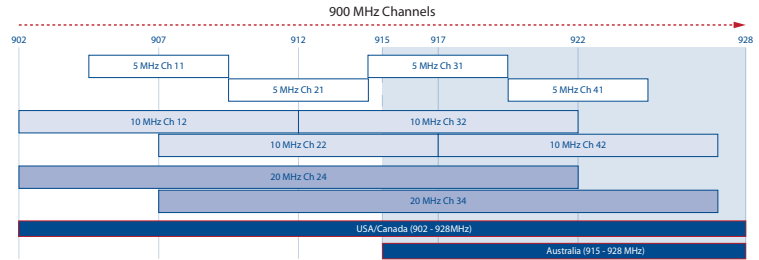 900 MHz Channels
902 907 912 915 917 922 928
5 MHz Ch 11 5 MHz Ch 31
5 MHz Ch 21 5 MHz Ch 41
10 MHz Ch 12 10 MHz Ch 32
10 MHz Ch 22 10 MHz Ch 42
20 MHz Ch 24
20 MHz Ch 34
USA/Canada (902 - 928MHz)
Australia (915 - 928 MHz)